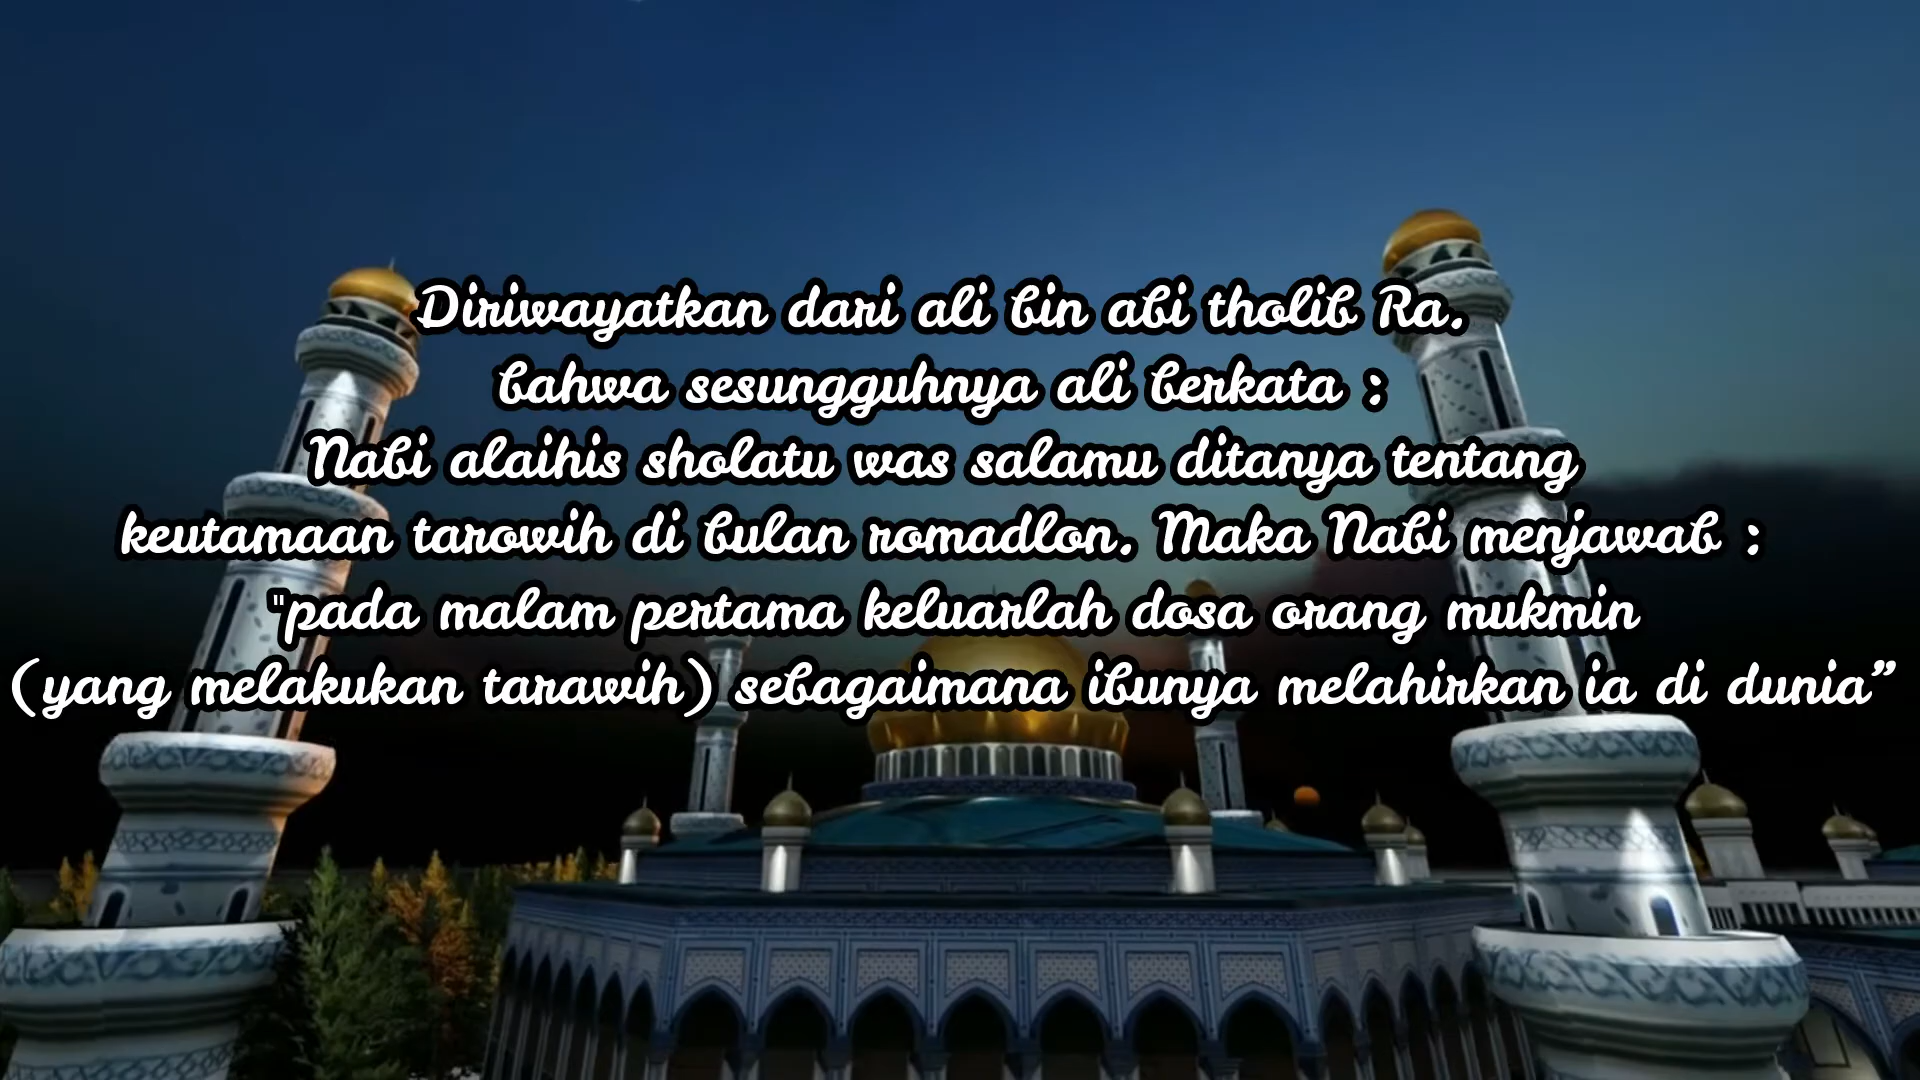 Diriwayatkan dari ali bin abi tholib Ra.
bahwa sesungguhnya ali berkata :
Nabi alaihis sholatu was salamu ditanya tentang
keutamaan tarowih di bulan romadlon. Maka Nabi menjawab :
"pada malam pertama keluarlah dosa orang mukmin
(yang melakukan tarawih) sebagaimana ibunya melahirkan ia di dunia”